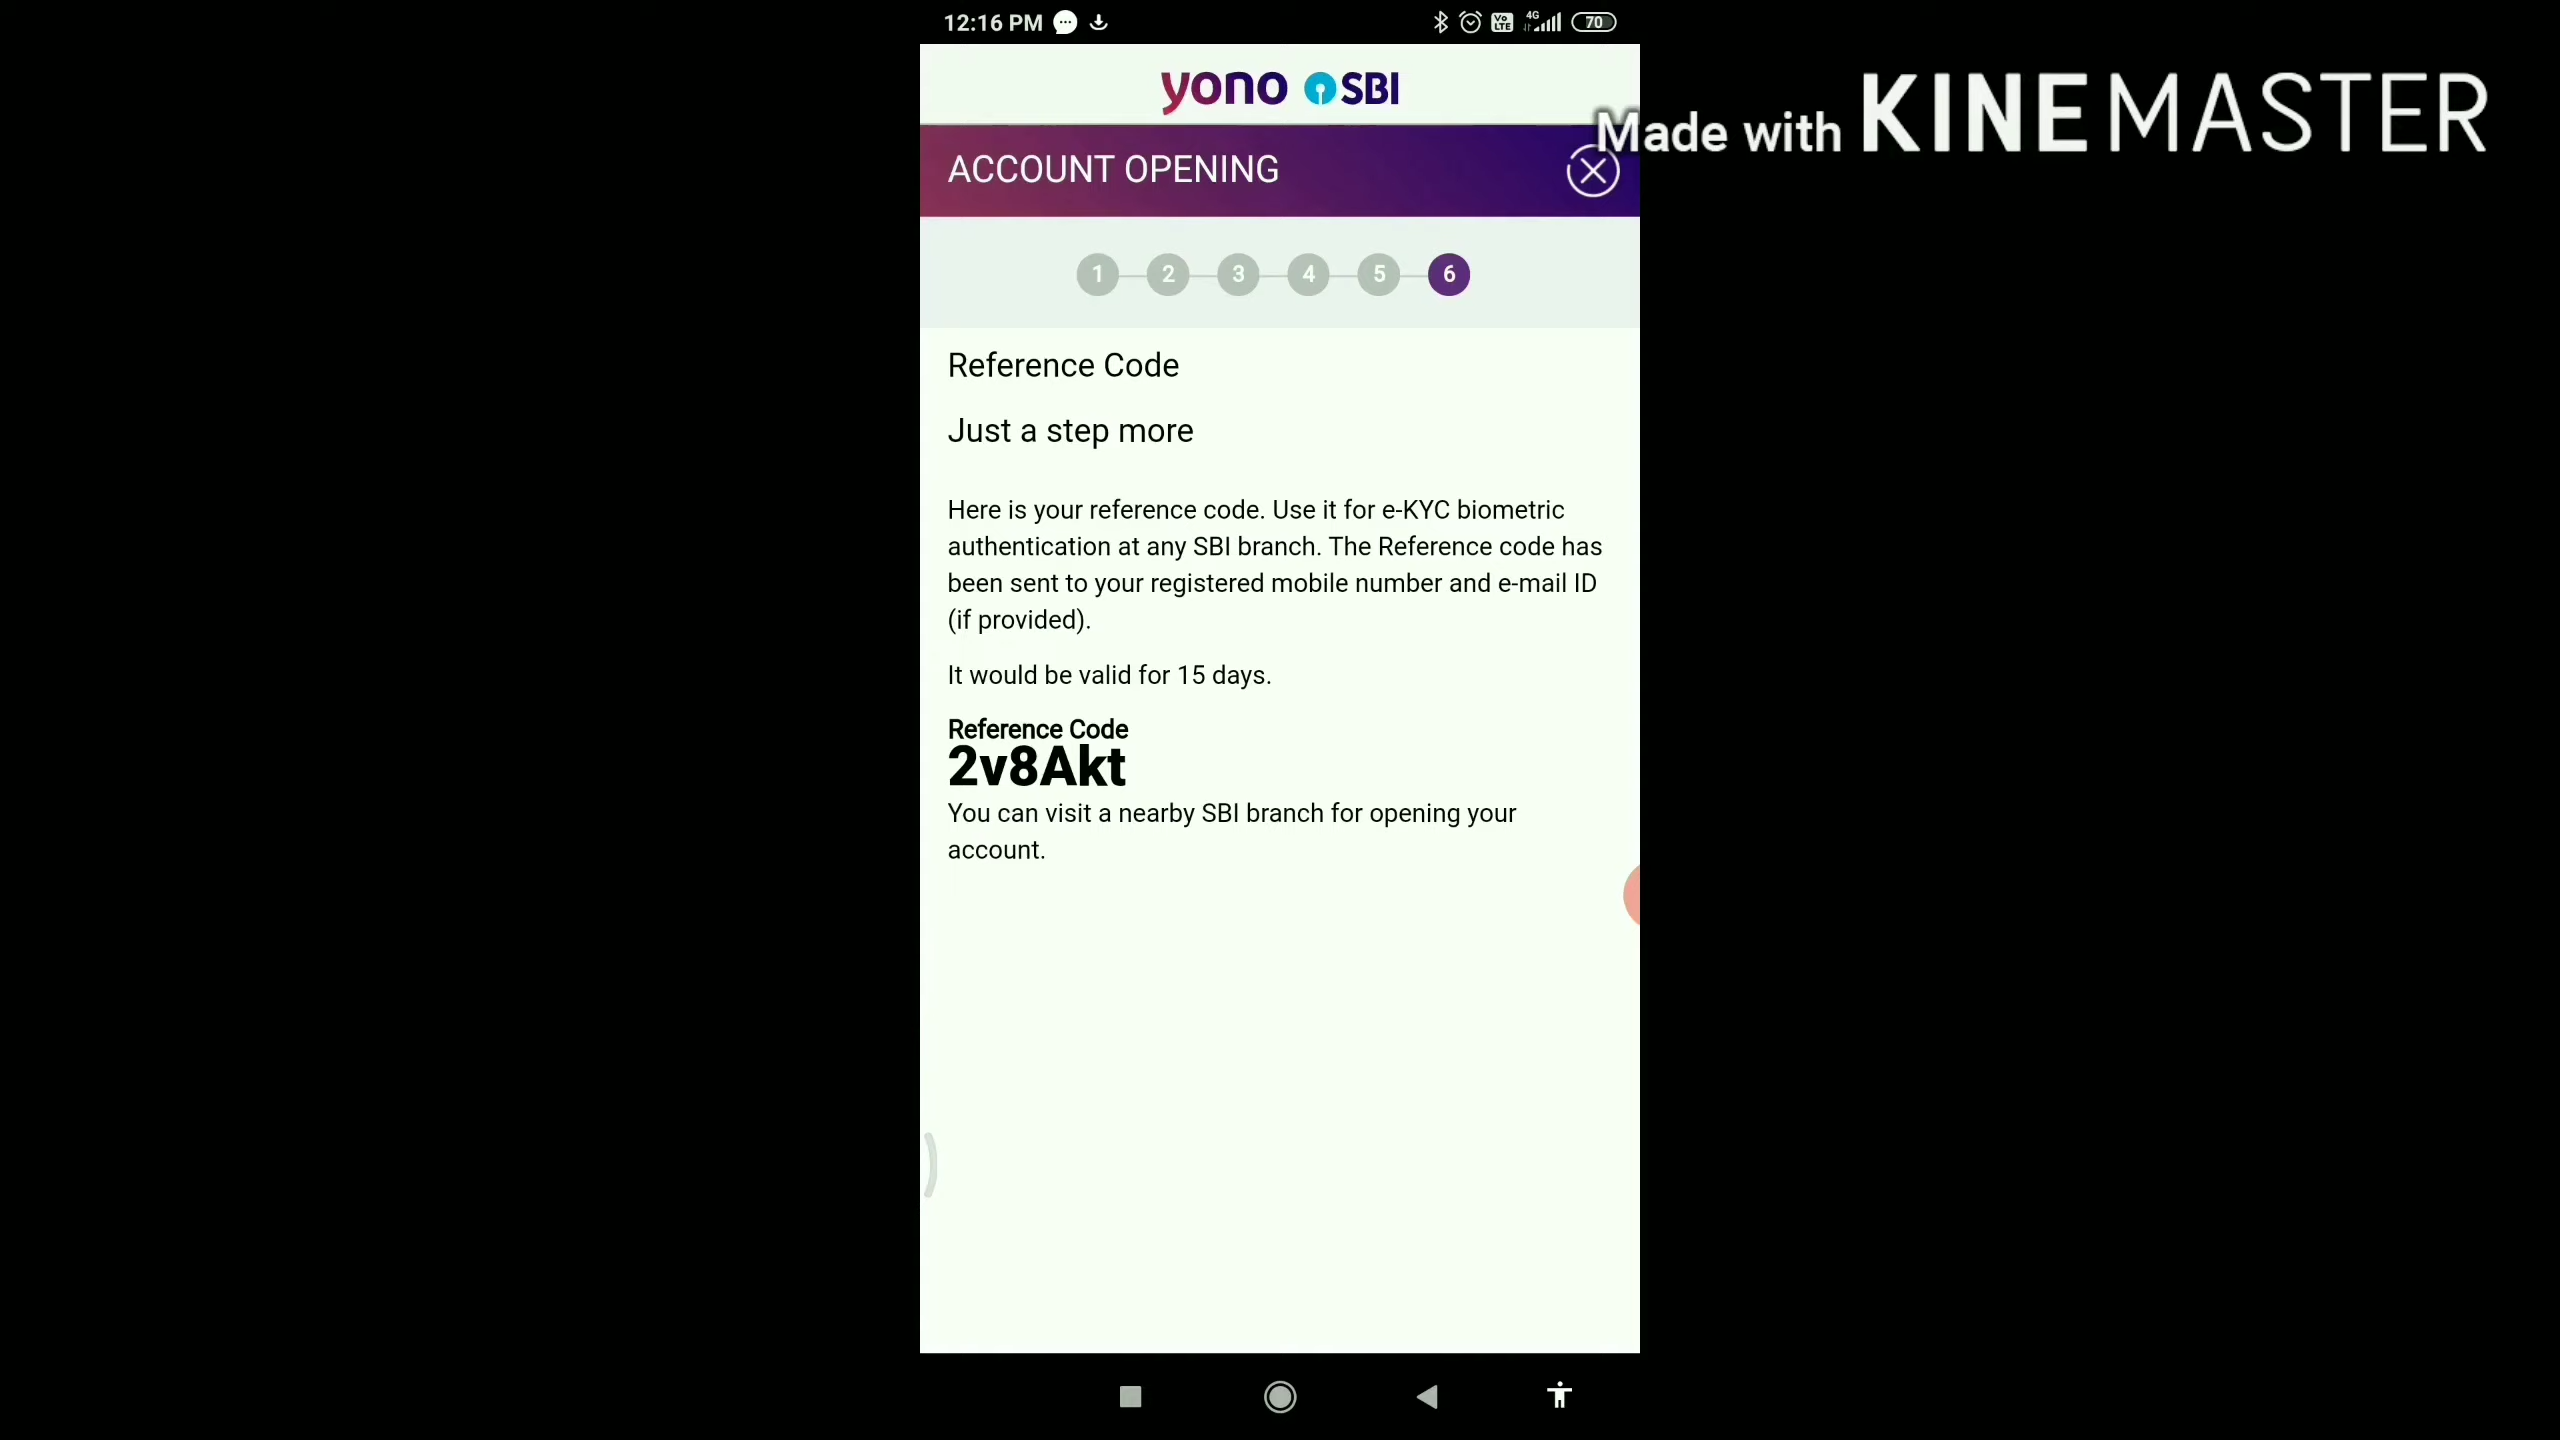 12:16 PM
4G
Vo
LTE
70
yono SBI
Made with KINEMASTER
ACCOUNT OPENING
1 2 3 4 5 6
Reference Code
Just a step more
Here is your reference code. Use it for e-KYC biometric
authentication at any SBI branch. The Reference code has
been sent to your registered mobile number and e-mail ID
(if provided).
It would be valid for 15 days.
Reference Code
2v8Akt
You can visit a nearby SBI branch for opening your
account.